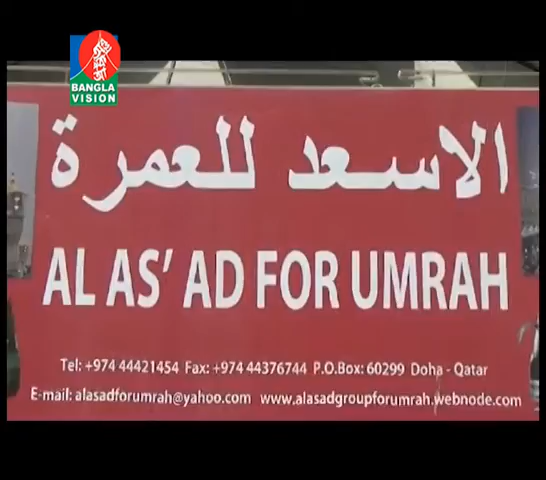 BANGLA
VISION
الاسعد للعمرة
AL AS' AD FOR UMRAH
Tel: +974 44421454 Fax: +974 44376744 P.O.Box: 60299 Doha - Qatar
E-mail: alasadforumrah@yahoo.com www.alasadgroupforumrah.webnode.com